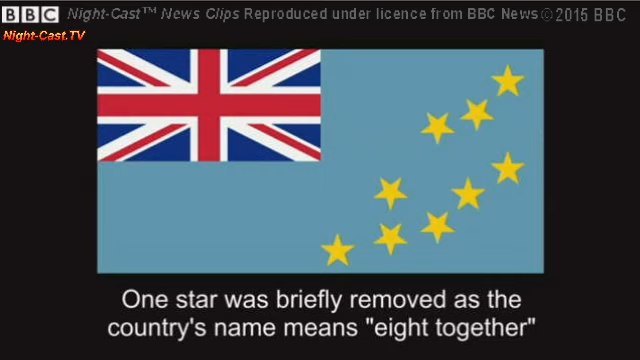 BBC Night-Cast™ News Clips Reproduced under licence from BBC News © 2015 BBC
Night-Cast.TV
One star was briefly removed as the
country's name means "eight together"